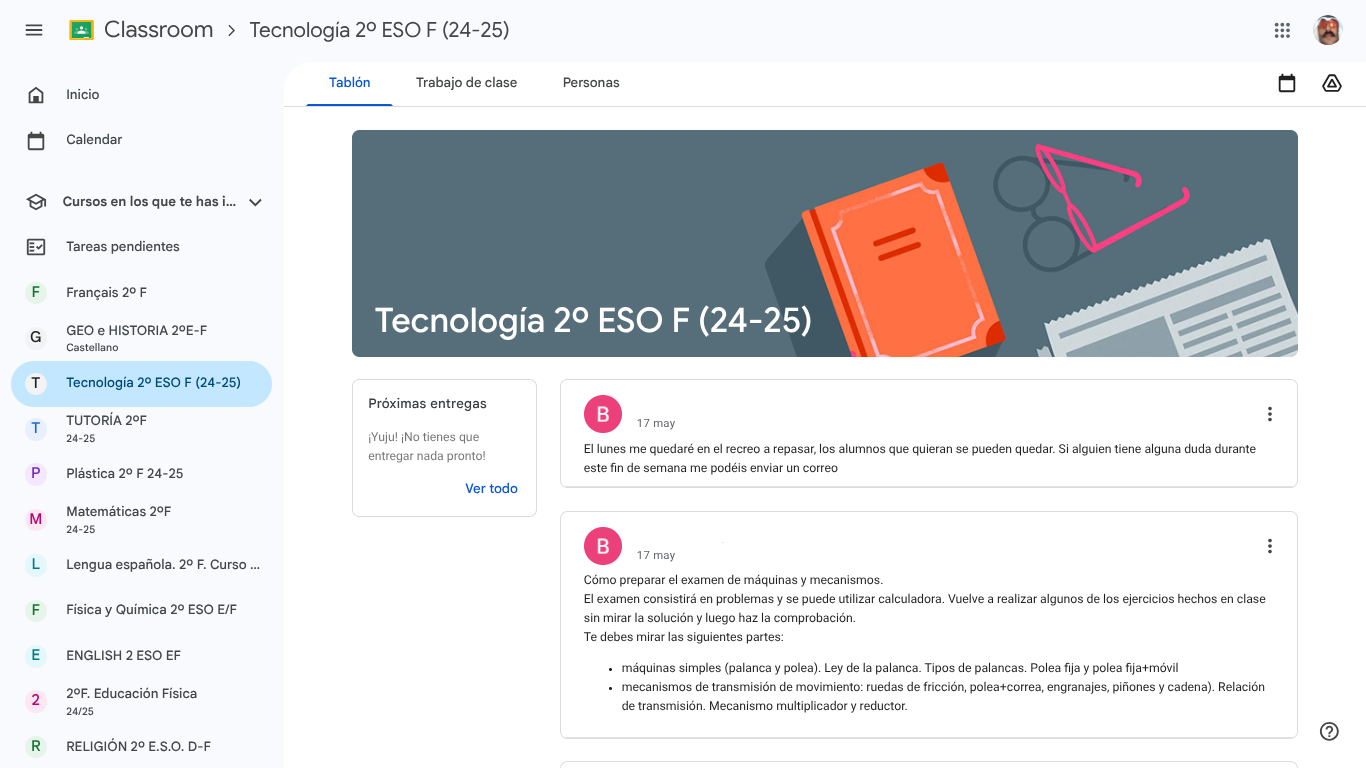 Classroom
Tecnología 2º ESO F (24-25)
Tablón
Trabajo de clase
Personas
Inicio
Calendar
Cursos en los que te has i...
Tareas pendientes
F
Français 2º F
G
GEO e HISTORIA 2ºE-F
Castellano
T
Tecnología 2º ESO F (24-25)
T
TUTORÍA 2ºF
24-25
P
Plástica 2º F 24-25
M
Matemáticas 2ºF
24-25
L
Lengua española. 2º F. Curso ...
F
Física y Química 2º ESO E/F
E
ENGLISH 2 ESO EF
2
2ºF. Educación Física
24/25
R
RELIGIÓN 2º E.S.O. D-F
Tecnología 2º ESO F (24-25)
Próximas entregas
¡Yuju! ¡No tienes que
entregar nada pronto!
Ver todo
B
17 may
El lunes me quedaré en el recreo a repasar, los alumnos que quieran se pueden quedar. Si alguien tiene alguna duda durante
este fin de semana me podéis enviar un correo
B
17 may
Cómo preparar el examen de máquinas y mecanismos.
El examen consistirá en problemas y se puede utilizar calculadora. Vuelve a realizar algunos de los ejercicios hechos en clase
sin mirar la solución y luego haz la comprobación.
Te debes mirar las siguientes partes:
• máquinas simples (palanca y polea). Ley de la palanca. Tipos de palancas. Polea fija y polea fija+móvil
• mecanismos de transmisión de movimiento: ruedas de fricción, polea+correa, engranajes, piñones y cadena). Relación
de transmisión. Mecanismo multiplicador y reductor.